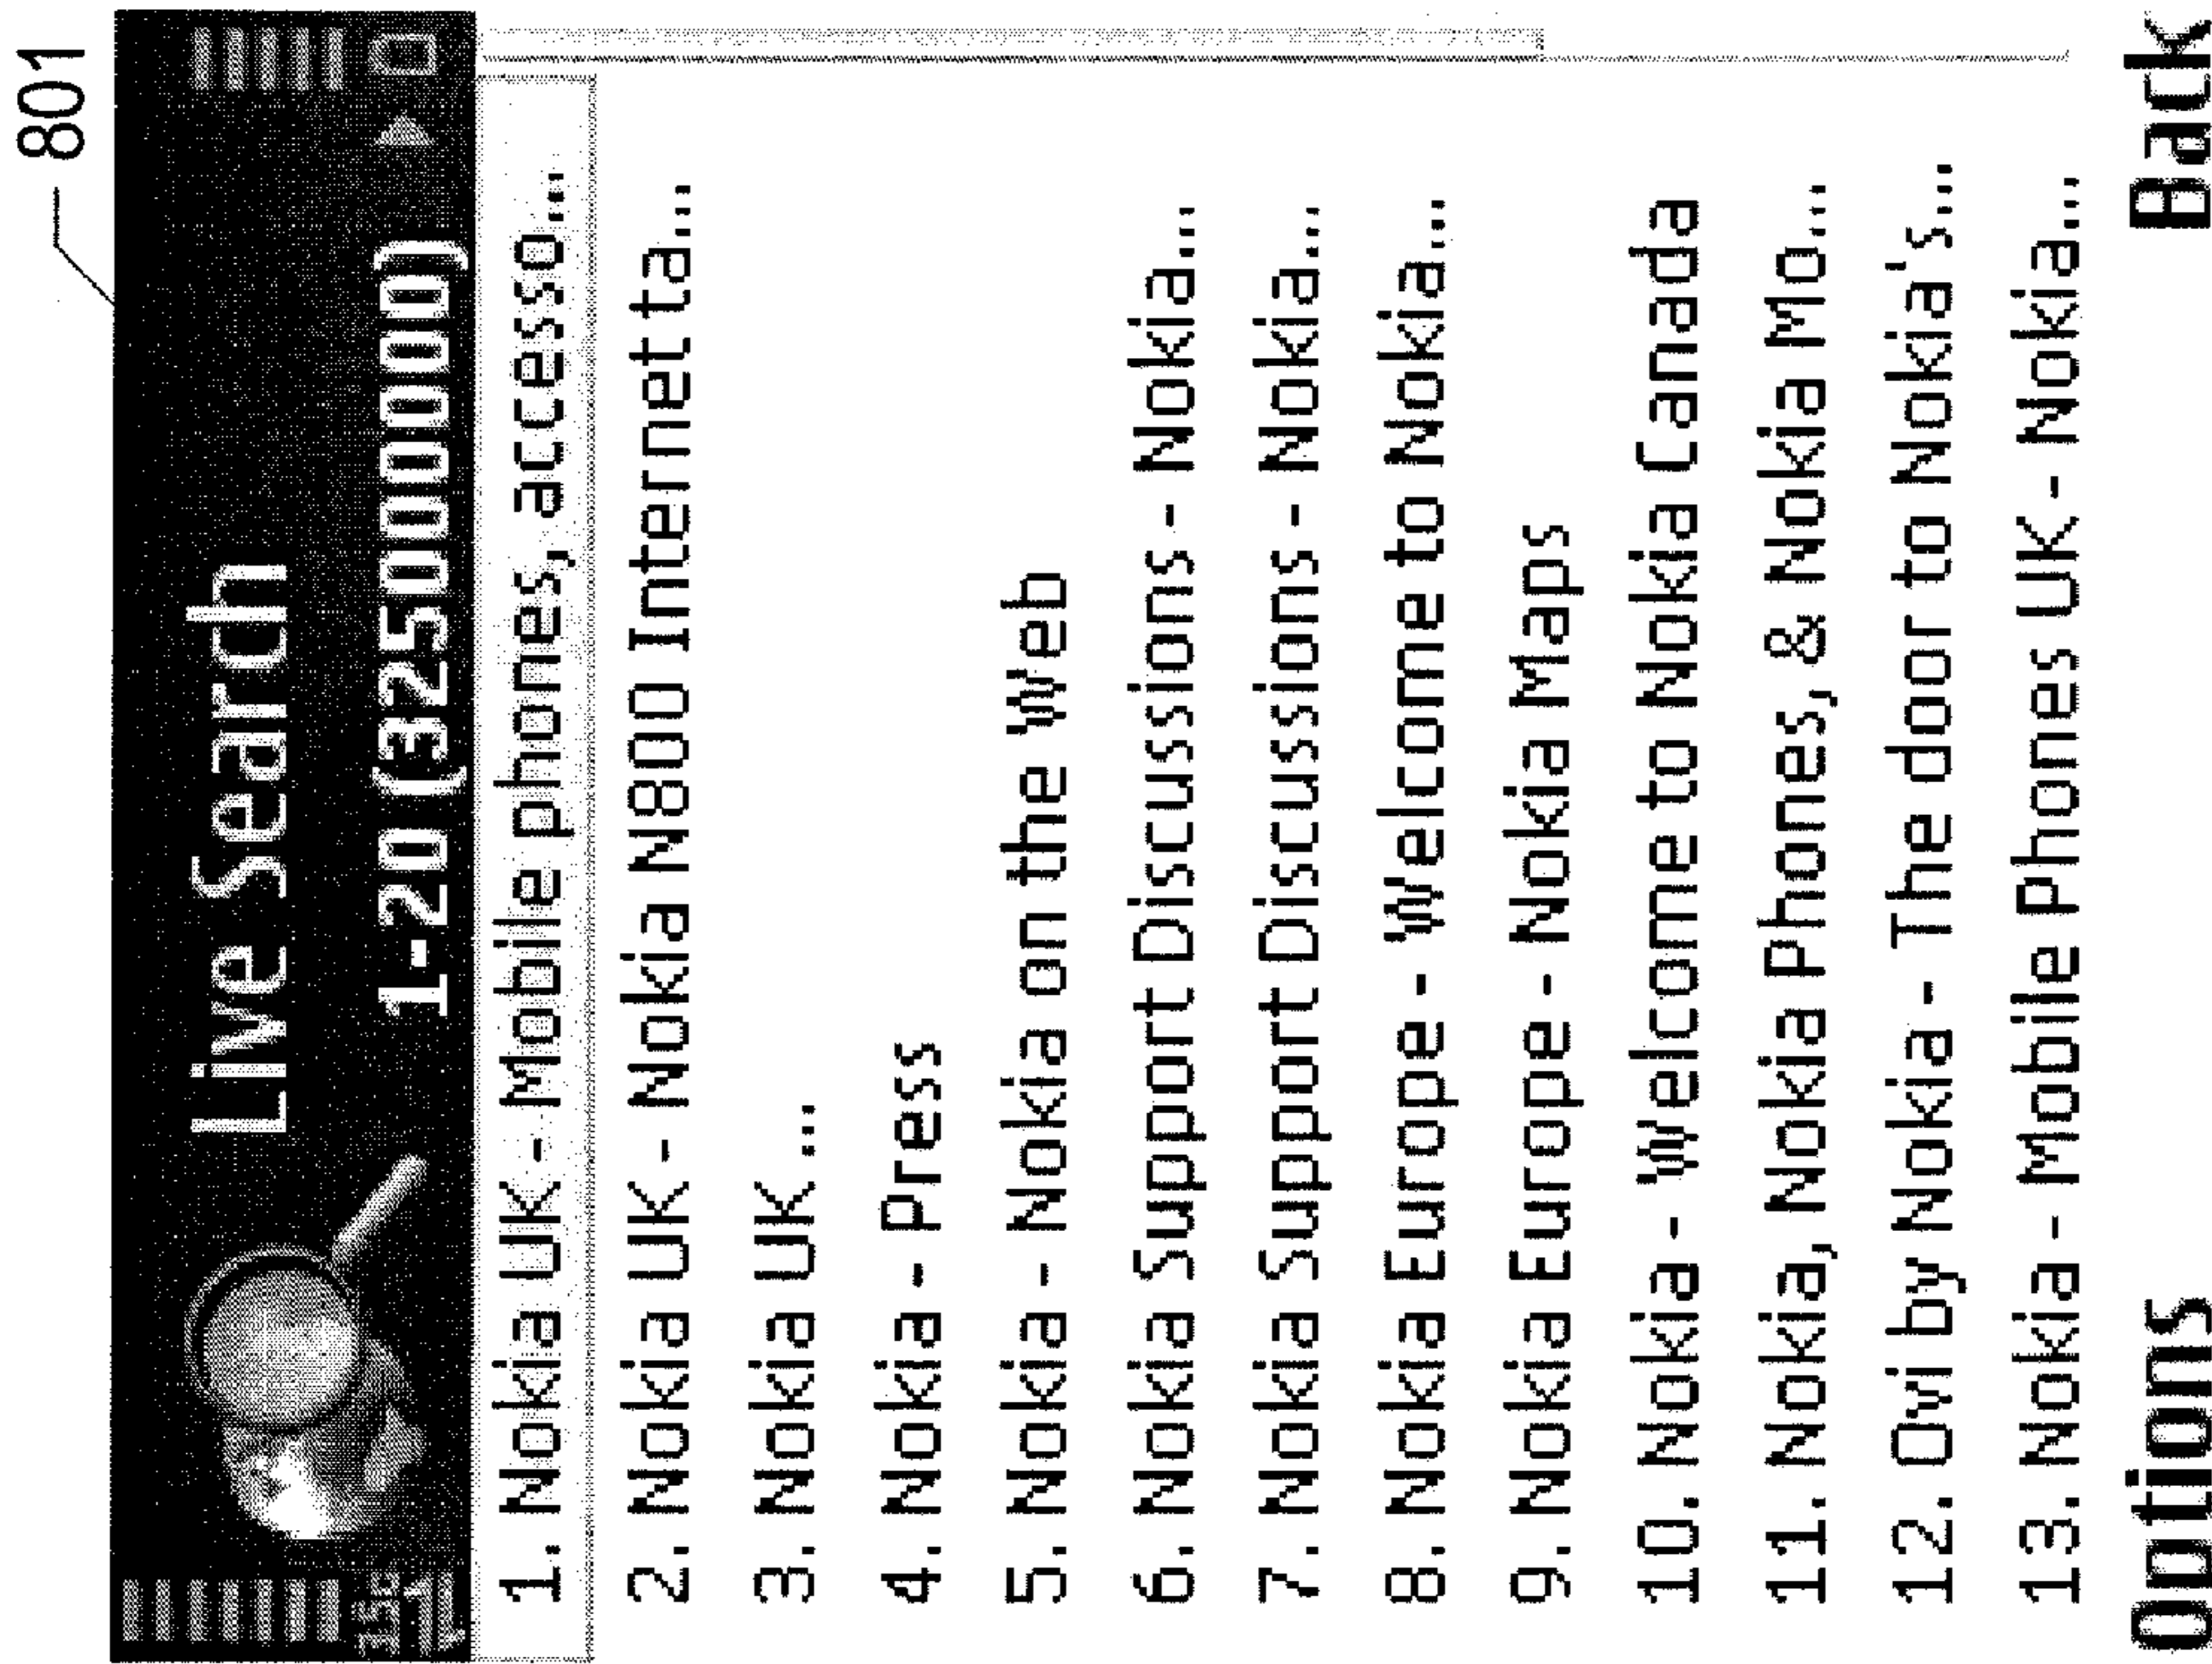 801
Live Search
1-20 (325000000)
1. Nokia UK - Mobile phones, accesso...
2. Nokia UK - Nokia N800 Internet ta...
3. Nokia UK...
4. Nokia - Press
5. Nokia - Nokia on the Web
6. Nokia Support Discussions - Nokia...
7. Nokia Support Discussions - Nokia...
8. Nokia Europe - Welcome to Nokia...
9. Nokia Europe - Nokia Maps
10. Nokia - Welcome to Nokia Canada
11. Nokia, Nokia Phones, & Nokia Mo...
12. Ovi by Nokia - The door to Nokia's...
13. Nokia - Mobile Phones UK - Nokia...
Options Back